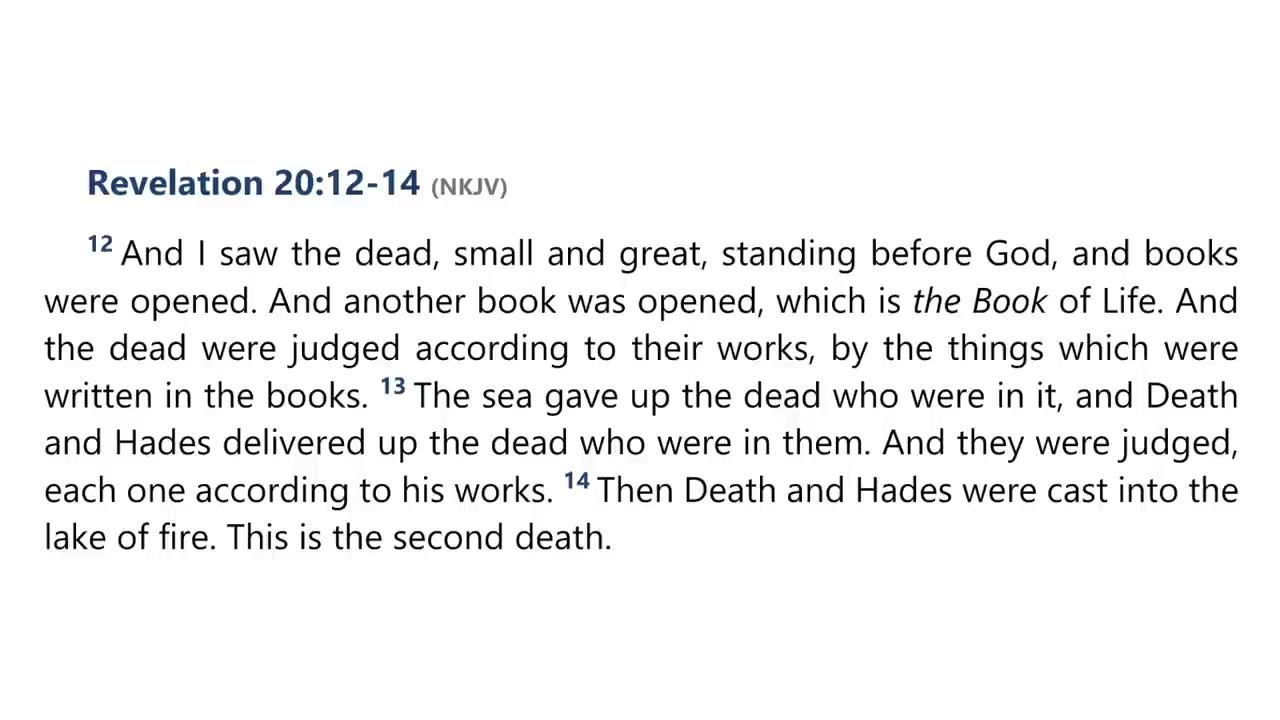 Revelation 20:12-14 (NKJV)
12 And I saw the dead, small and great, standing before God, and books
were opened. And another book was opened, which is the Book of Life. And
the dead were judged according to their works, by the things which were
written in the books. 13 The sea gave up the dead who were in it, and Death
and Hades delivered up the dead who were in them. And they were judged,
each one according to his works. 14 Then Death and Hades were cast into the
lake of fire. This is the second death.